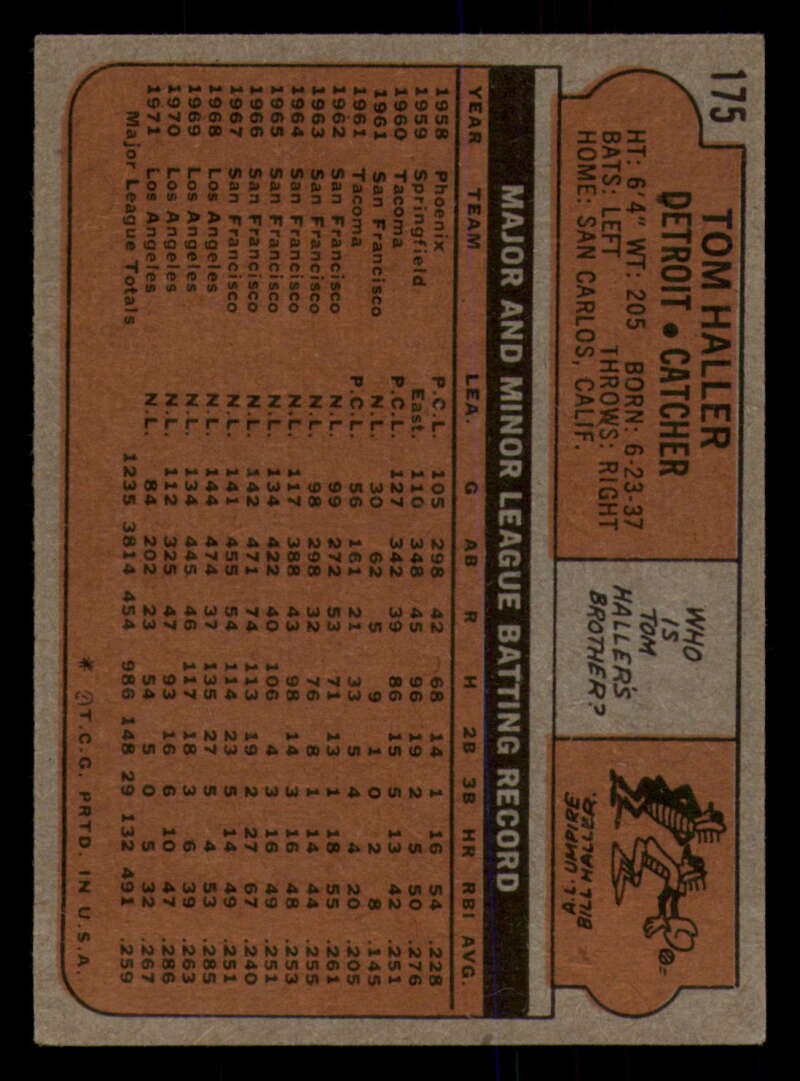 175
TOM HALLER
DETROIT • CATCHER
HT: 6'4" WT: 205 BORN: 6-23-37
BATS: LEFT THROWS: RIGHT
HOME: SAN CARLOS, CALIF.
WHO
IS
TOM
HALLER'S
BROTHER?
BILL HALLER,
A.L. UMPIRE
MAJOR AND MINOR LEAGUE BATTING RECORD
YEAR TEAM LEA. G AB R H 2B 3B HR RBI AVG.
1958 Phoenix P.C.L. 105 298 42 68 14 1 16 54 .228
1959 Springfield East. 110 348 45 96 19 2 5 50 .276
1960 Tacoma P.C.L. 127 342 39 86 15 5 13 42 .251
1961 San Francisco N.L. 30 62 5 9 1 0 2 8 .145
1961 Tacoma P.C.L. 56 161 21 33 5 4 4 20 .205
1962 San Francisco N.L. 99 272 53 71 13 1 18 55 .261
1963 San Francisco N.L. 98 298 32 76 8 1 14 44 .255
1964 San Francisco N.L. 117 388 43 98 14 3 16 48 .253
1965 San Francisco N.L. 134 422 40 106 4 3 16 49 .251
1966 San Francisco N.L. 142 471 74 113 19 2 27 67 .240
1967 San Francisco N.L. 141 455 54 114 23 5 14 49 .251
1968 Los Angeles N.L. 144 474 37 135 27 5 4 53 .285
1969 Los Angeles N.L. 134 445 46 117 18 3 6 39 .263
1970 Los Angeles N.L. 112 325 47 93 16 6 10 47 .286
1971 Los Angeles N.L. 84 202 23 54 5 0 5 32 .267
Major League Totals 1235 3814 454 986 148 29 132 491 .259
* © T.C.G. PRTD. IN U.S.A.